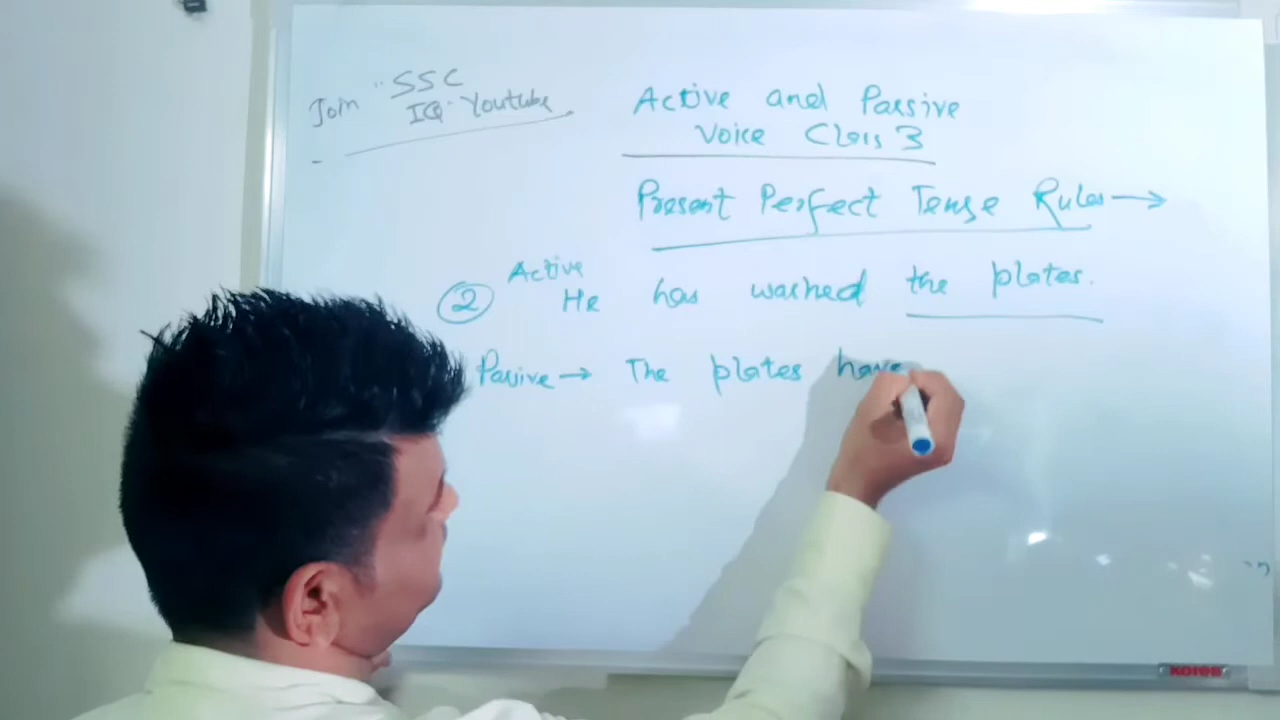 Join "SSC
IQ" Youtube
Active and Passive
Voice Class 3
Present Perfect Tense Rules →
Active
2 He has washed the plates.
Passive → The plates have
Kores